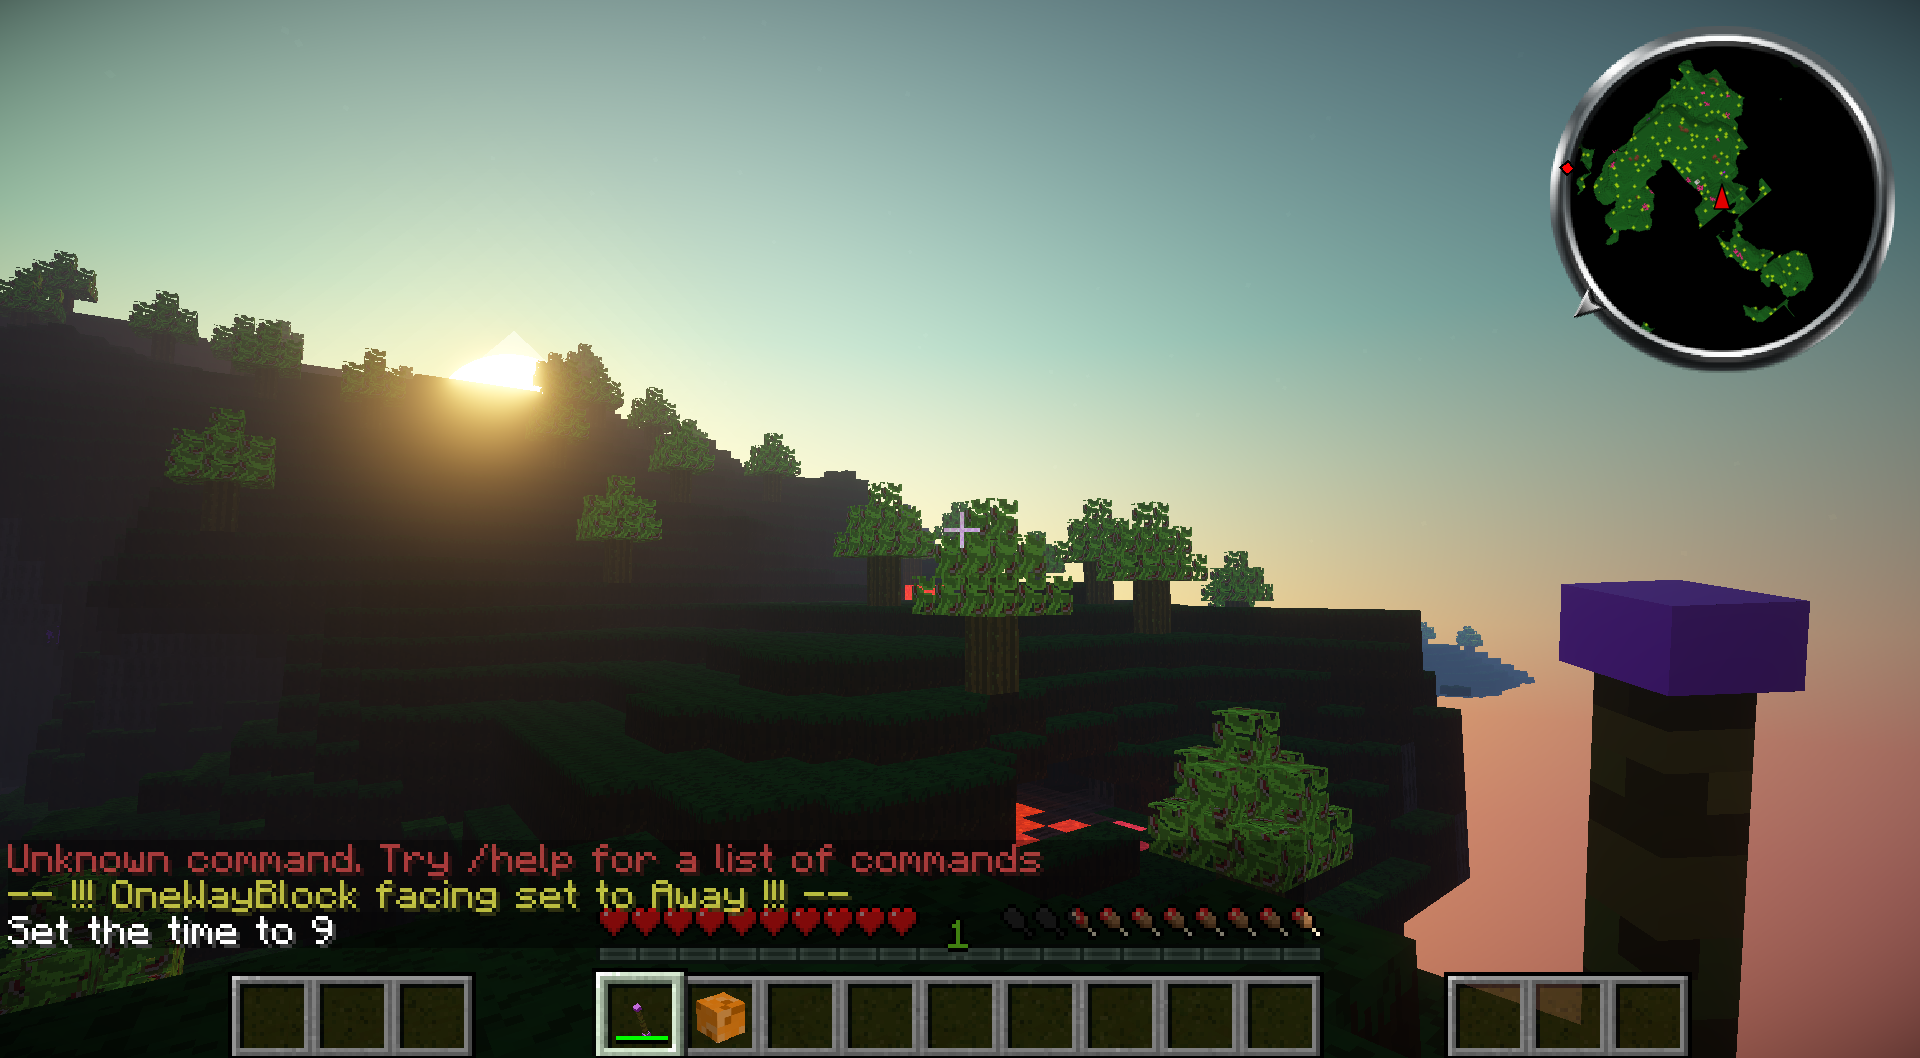 Unknown command. Try /help for a list of commands
-- !!! OneWayBlock facing set to Away !!! --
Set the time to 9
1